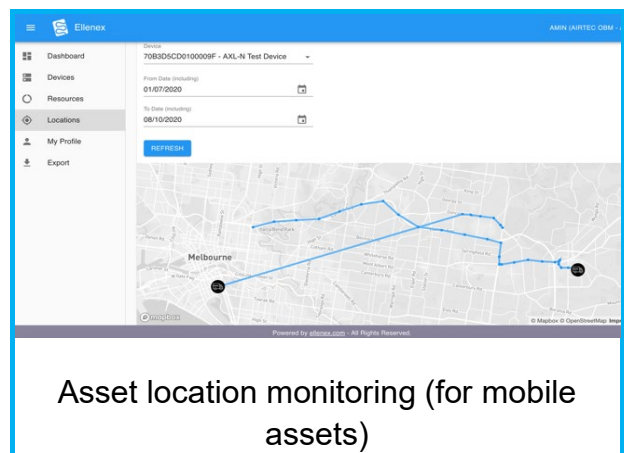 Ellenex
AMIN (AIRTEC OBM -
Dashboard
Devices
Resources
Locations
My Profile
Export
Device
70B3D5CD0100009F - AXL-N Test Device
From Date (including)
01/07/2020
To Date (including)
08/10/2020
REFRESH
Melbourne
mapbox
© Mapbox © OpenStreetMap Impr
Powered by ellenex.com - All Rights Reserved.
Asset location monitoring (for mobile
assets)